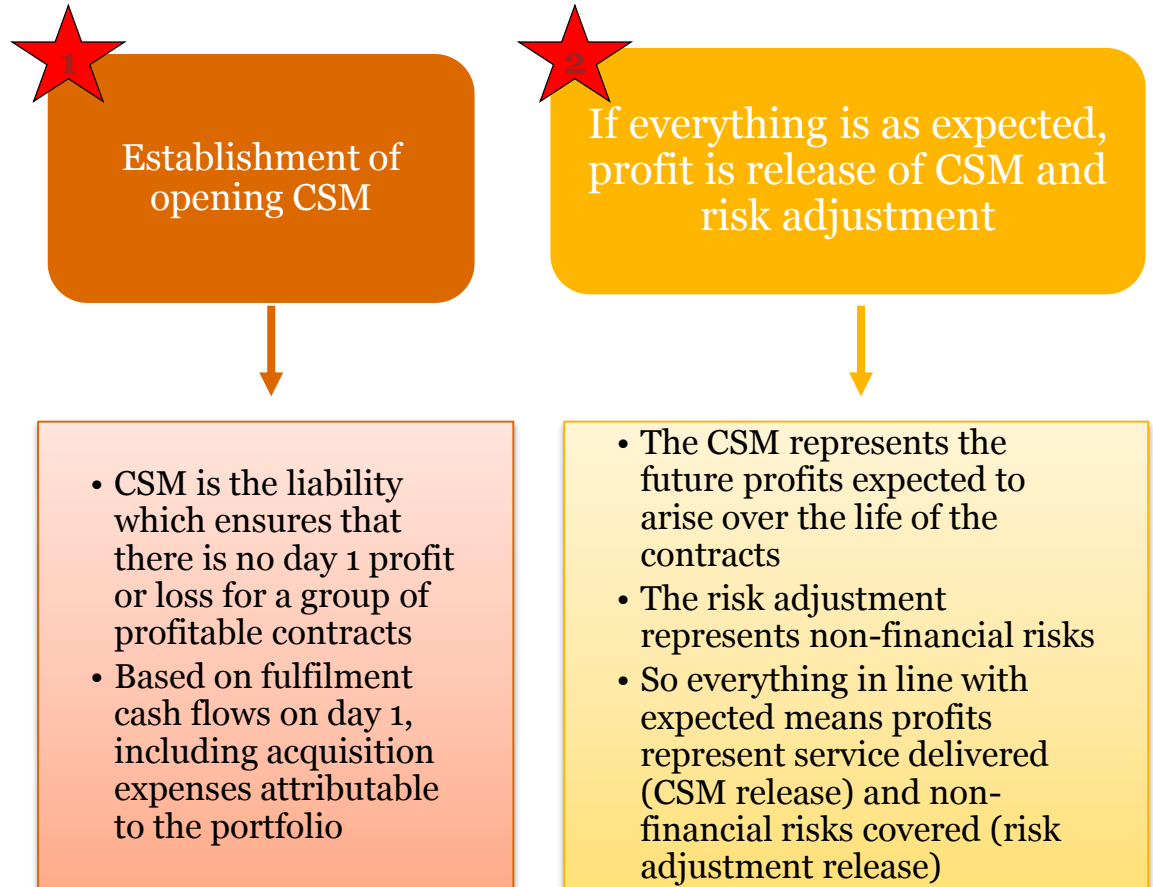 1
Establishment of
opening CSM
• CSM is the liability
which ensures that
there is no day 1 profit
or loss for a group of
profitable contracts
• Based on fulfilment
cash flows on day 1,
including acquisition
expenses attributable
to the portfolio
2
If everything is as expected,
profit is release of CSM and
risk adjustment
• The CSM represents the
future profits expected to
arise over the life of the
contracts
• The risk adjustment
represents non-financial risks
• So everything in line with
expected means profits
represent service delivered
(CSM release) and non-
financial risks covered (risk
adjustment release)